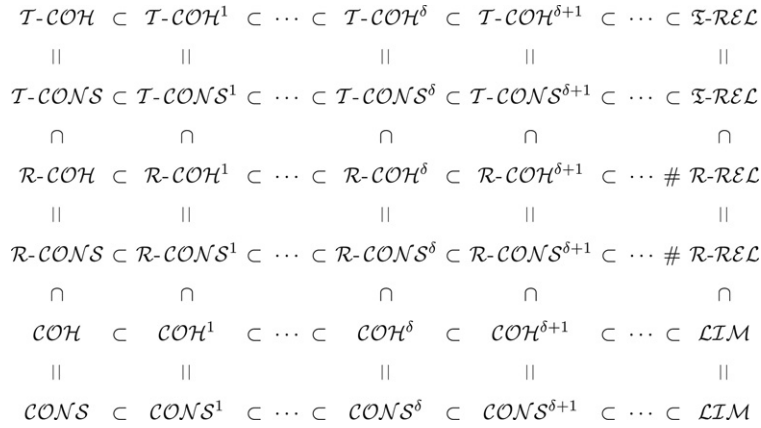 𝒯-𝒞𝒪ℋ ⊂ 𝒯-𝒞𝒪ℋ¹ ⊂ ⋯ ⊂ 𝒯-𝒞𝒪ℋ^δ ⊂ 𝒯-𝒞𝒪ℋ^{δ+1} ⊂ ⋯ ⊂ 𝔗-ℛℰℒ
|| || || || ||
𝒯-𝒞𝒪𝒩𝒮 ⊂ 𝒯-𝒞𝒪𝒩𝒮¹ ⊂ ⋯ ⊂ 𝒯-𝒞𝒪𝒩𝒮^δ ⊂ 𝒯-𝒞𝒪𝒩𝒮^{δ+1} ⊂ ⋯ ⊂ 𝔗-ℛℰℒ
∩ ∩ ∩ ∩ ∩
ℛ-𝒞𝒪ℋ ⊂ ℛ-𝒞𝒪ℋ¹ ⊂ ⋯ ⊂ ℛ-𝒞𝒪ℋ^δ ⊂ ℛ-𝒞𝒪ℋ^{δ+1} ⊂ ⋯ # ℛ-ℛℰℒ
|| || || || ||
ℛ-𝒞𝒪𝒩𝒮 ⊂ ℛ-𝒞𝒪𝒩𝒮¹ ⊂ ⋯ ⊂ ℛ-𝒞𝒪𝒩𝒮^δ ⊂ ℛ-𝒞𝒪𝒩𝒮^{δ+1} ⊂ ⋯ # ℛ-ℛℰℒ
∩ ∩ ∩ ∩ ∩
𝒞𝒪ℋ ⊂ 𝒞𝒪ℋ¹ ⊂ ⋯ ⊂ 𝒞𝒪ℋ^δ ⊂ 𝒞𝒪ℋ^{δ+1} ⊂ ⋯ ⊂ ℒℐℳ
|| || || || ||
𝒞𝒪𝒩𝒮 ⊂ 𝒞𝒪𝒩𝒮¹ ⊂ ⋯ ⊂ 𝒞𝒪𝒩𝒮^δ ⊂ 𝒞𝒪𝒩𝒮^{δ+1} ⊂ ⋯ ⊂ ℒℐℳ